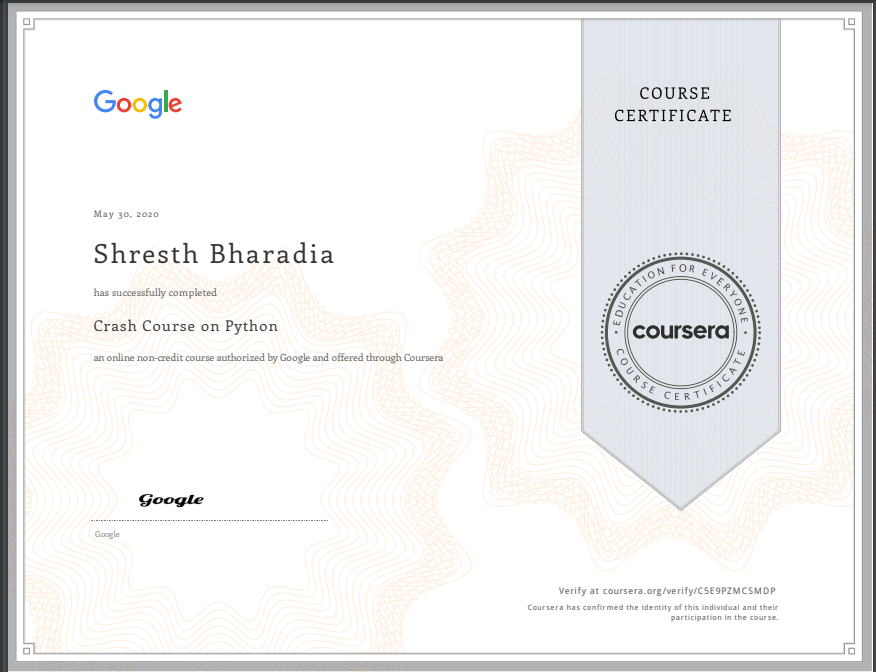 Google
COURSE
CERTIFICATE
May 30, 2020
Shresth Bharadia
has successfully completed
Crash Course on Python
an online non-credit course authorized by Google and offered through Coursera
EDUCATION FOR EVERYONE
coursera
COURSE CERTIFICATE
Google
Google
Verify at coursera.org/verify/C5E9PZMCSMDP
Coursera has confirmed the identity of this individual and their
participation in the course.